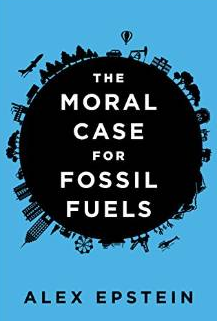 THE
MORAL
CASE
FOR
FOSSIL
FUELS
ALEX EPSTEIN